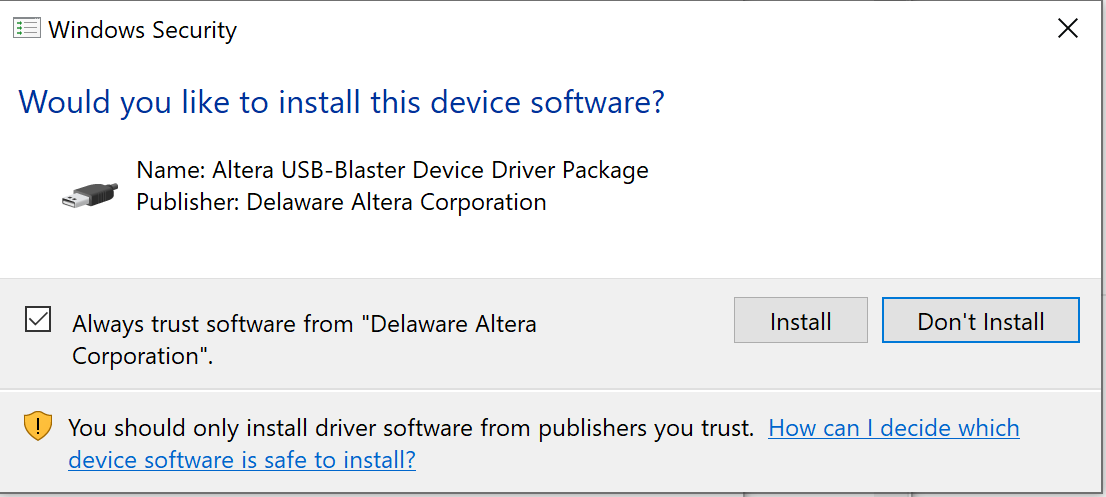 Windows Security
Would you like to install this device software?
Name: Altera USB-Blaster Device Driver Package
Publisher: Delaware Altera Corporation
Always trust software from "Delaware Altera
Corporation".
Install
Don't Install
You should only install driver software from publishers you trust. How can I decide which
device software is safe to install?